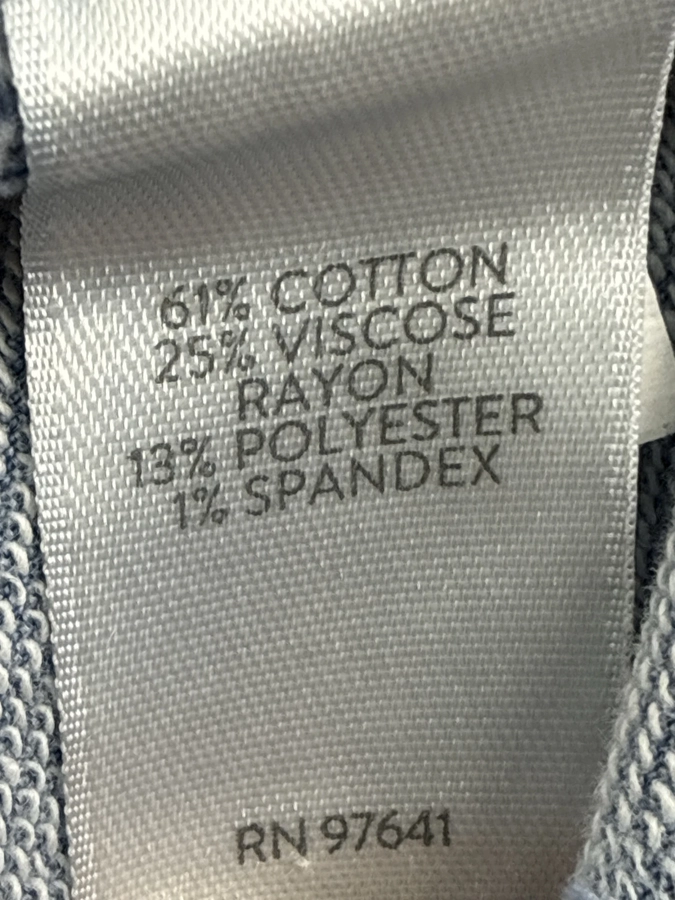 61% COTTON
25% VISCOSE
RAYON
13% POLYESTER
1% SPANDEX
RN 97641